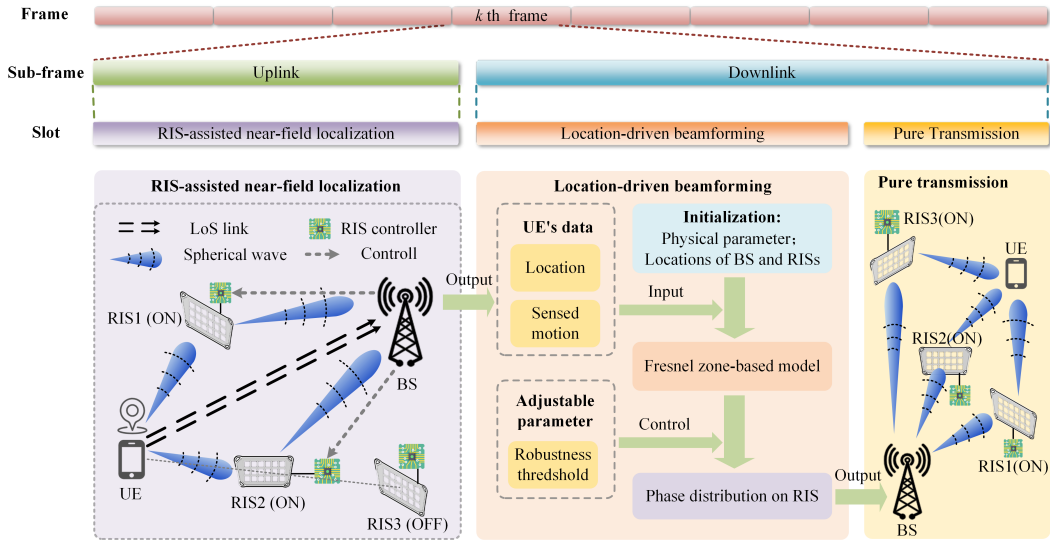 Frame
k th frame
Sub-frame
Uplink
Downlink
Slot
RIS-assisted near-field localization
Location-driven beamforming
Pure Transmission
RIS-assisted near-field localization
LoS link
RIS controller
Spherical wave
Controll
RIS1 (ON)
BS
UE
RIS2 (ON)
RIS3 (OFF)
Output
Location-driven beamforming
UE's data
Location
Sensed
motion
Initialization:
Physical parameter;
Locations of BS and RISs
Input
Fresnel zone-based model
Adjustable
parameter
Robustness
threshold
Control
Phase distribution on RIS
Output
Pure transmission
RIS3(ON)
UE
RIS2(ON)
RIS1(ON)
BS